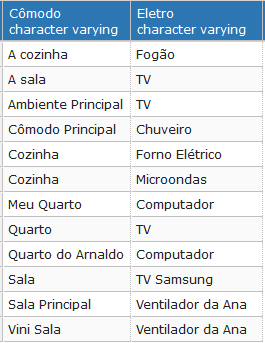 Cômodo Eletro
character varying character varying
A cozinha Fogão
A sala TV
Ambiente Principal TV
Cômodo Principal Chuveiro
Cozinha Forno Elétrico
Cozinha Microondas
Meu Quarto Computador
Quarto TV
Quarto do Arnaldo Computador
Sala TV Samsung
Sala Principal Ventilador da Ana
Vini Sala Ventilador da Ana